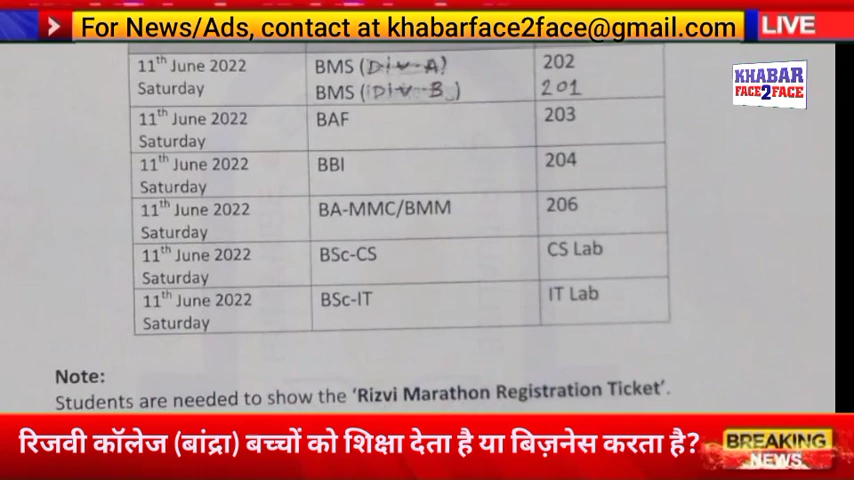 For News/Ads, contact at khabarface2face@gmail.com
LIVE
KHABAR
FACE2FACE
11th June 2022 BMS (Div-A) 202
Saturday BMS (Div-B) 201
11th June 2022 BAF 203
Saturday
11th June 2022 BBI 204
Saturday
11th June 2022 BA-MMC/BMM 206
Saturday
11th June 2022 BSc-CS CS Lab
Saturday
11th June 2022 BSc-IT IT Lab
Saturday
Note:
Students are needed to show the ‘Rizvi Marathon Registration Ticket’.
रिजवी कॉलेज (बांद्रा) बच्चों को शिक्षा देता है या बिज़नेस करता है?
BREAKING
NEWS